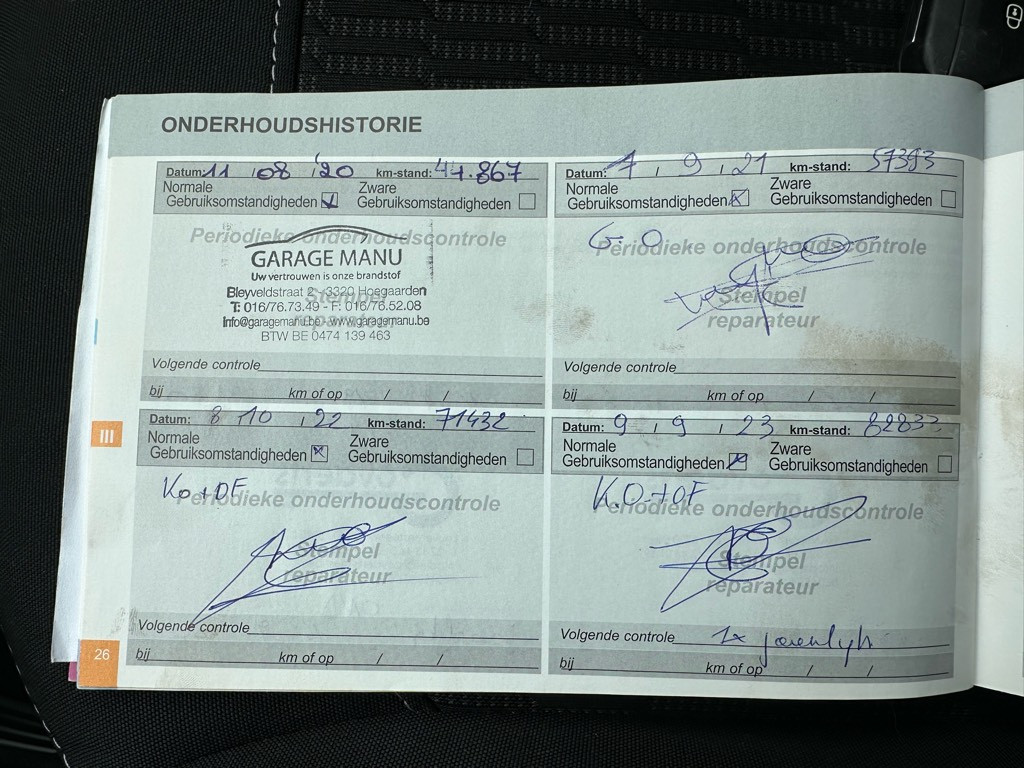 ONDERHOUDSHISTORIE
Datum: 11 / 08 / '20 km-stand: 44.867
Normale Gebruiksomstandigheden Zware Gebruiksomstandigheden
Periodieke onderhoudscontrole
GARAGE MANU
Uw vertrouwen is onze brandstof
Bleyveldstraat 2 - 3320 Hoegaarden
T: 016/76.73.49 - F: 016/76.52.08
info@garagemanu.be - www.garagemanu.be
BTW BE 0474 139 463
Stempel
reparateur
Volgende controle
bij km of op / /
Datum: 7 / 9 / 21 km-stand: 57393
Normale Gebruiksomstandigheden Zware Gebruiksomstandigheden
G.O
Periodieke onderhoudscontrole
Stempel
reparateur
Volgende controle
bij km of op / /
Datum: 8 / 10 / 22 km-stand: 71432
Normale Gebruiksomstandigheden Zware Gebruiksomstandigheden
K.O + OF
Periodieke onderhoudscontrole
Stempel
reparateur
Volgende controle
bij km of op / /
Datum: 9 / 9 / 23 km-stand: 82833
Normale Gebruiksomstandigheden Zware Gebruiksomstandigheden
K.O + OF
Periodieke onderhoudscontrole
Stempel
reparateur
Volgende controle 1x jaarlijks
bij km of op / /
III
26